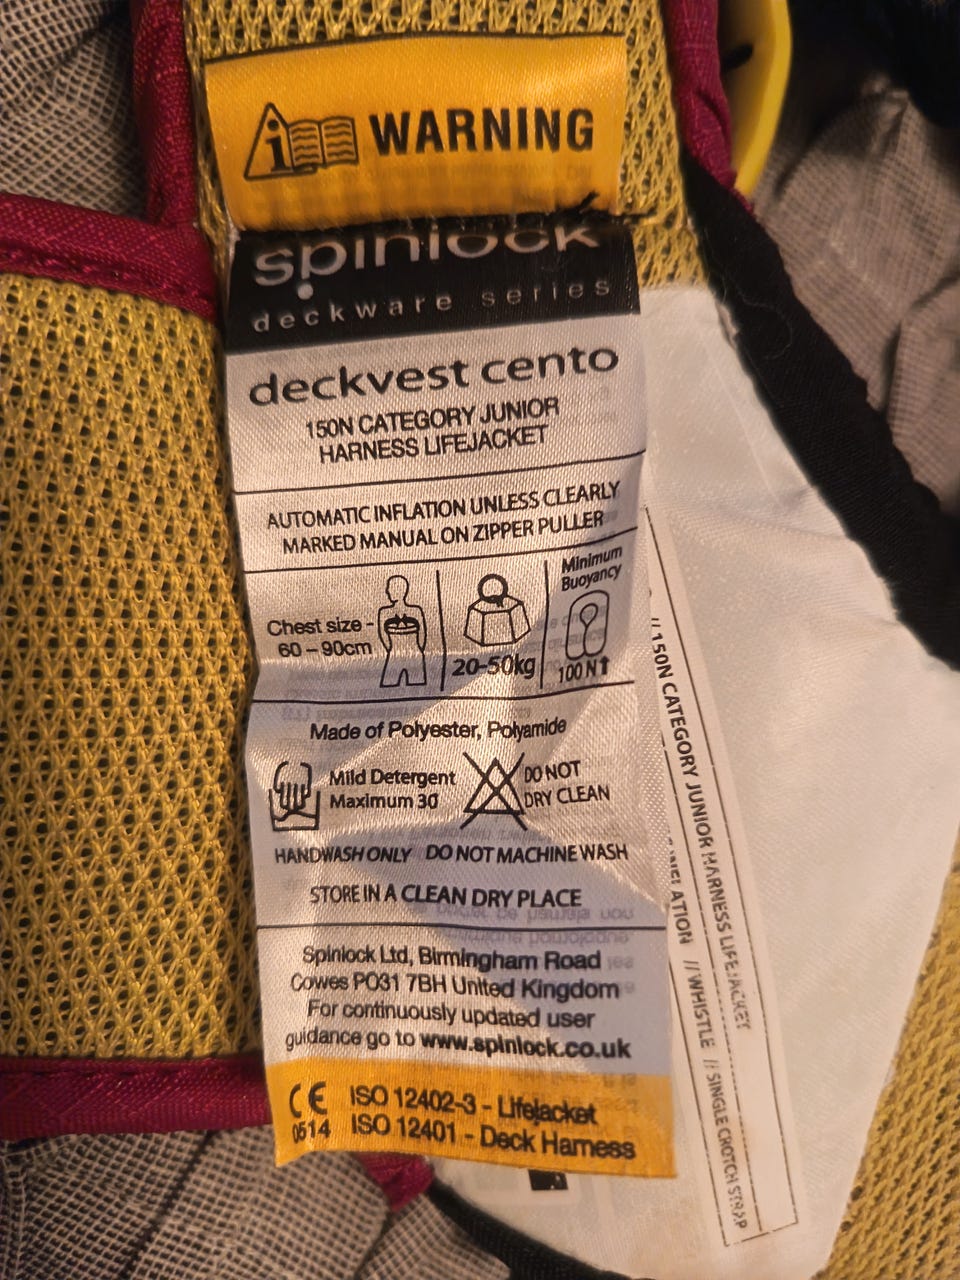 WARNING
spinlock
deckware series
deckvest cento
150N CATEGORY JUNIOR
HARNESS LIFEJACKET
AUTOMATIC INFLATION UNLESS CLEARLY
MARKED MANUAL ON ZIPPER PULLER
Chest size -
60 – 90cm
20-50kg
Minimum
Buoyancy
100 N
Made of Polyester, Polyamide
Mild Detergent
Maximum 30
DO NOT
DRY CLEAN
HANDWASH ONLY DO NOT MACHINE WASH
STORE IN A CLEAN DRY PLACE
Spinlock Ltd, Birmingham Road
Cowes PO31 7BH United Kingdom
For continuously updated user
guidance go to www.spinlock.co.uk
CE
0514
ISO 12402-3 - Lifejacket
ISO 12401 - Deck Harness
// 150N CATEGORY JUNIOR HARNESS LIFEJACKET
// WHISTLE // SINGLE CROTCH STRAP